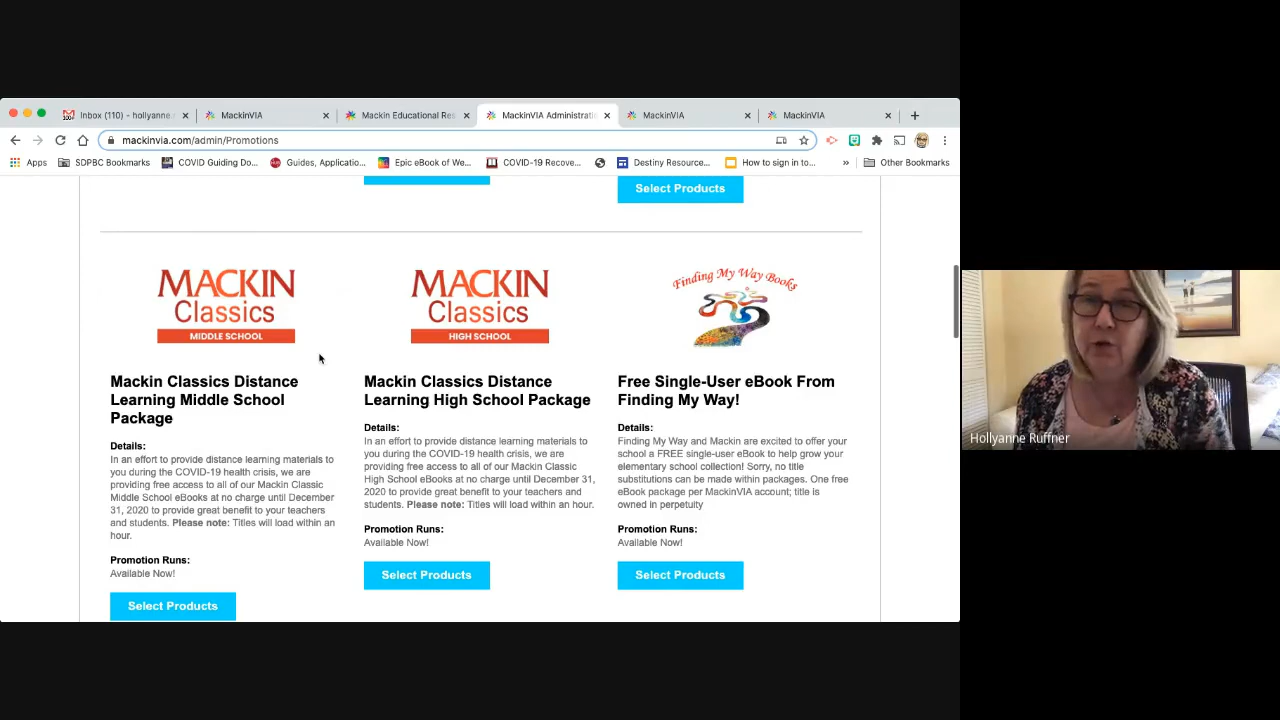 Inbox (110) - hollyanne.
MackinVIA
Mackin Educational Res
MackinVIA Administrati
MackinVIA
MackinVIA
mackinvia.com/admin/Promotions
Apps
SDPBC Bookmarks
COVID Guiding Do...
Guides, Applicatio...
Epic eBook of We...
COVID-19 Recove...
Destiny Resource...
How to sign in to...
»
Other Bookmarks
Select Products
MACKIN
Classics
MIDDLE SCHOOL
MACKIN
Classics
HIGH SCHOOL
Finding My Way Books
Mackin Classics Distance
Learning Middle School
Package
Details:
In an effort to provide distance learning materials to
you during the COVID-19 health crisis, we are
providing free access to all of our Mackin Classic
Middle School eBooks at no charge until December
31, 2020 to provide great benefit to your teachers
and students. Please note: Titles will load within an
hour.
Promotion Runs:
Available Now!
Select Products
Mackin Classics Distance
Learning High School Package
Details:
In an effort to provide distance learning materials to
you during the COVID-19 health crisis, we are
providing free access to all of our Mackin Classic
High School eBooks at no charge until December 31,
2020 to provide great benefit to your teachers and
students. Please note: Titles will load within an hour.
Promotion Runs:
Available Now!
Select Products
Free Single-User eBook From
Finding My Way!
Details:
Finding My Way and Mackin are excited to offer your
school a FREE single-user eBook to help grow your
elementary school collection! Sorry, no title
substitutions can be made within packages. One free
eBook package per MackinVIA account; title is
owned in perpetuity
Promotion Runs:
Available Now!
Select Products
Hollyanne Ruffner